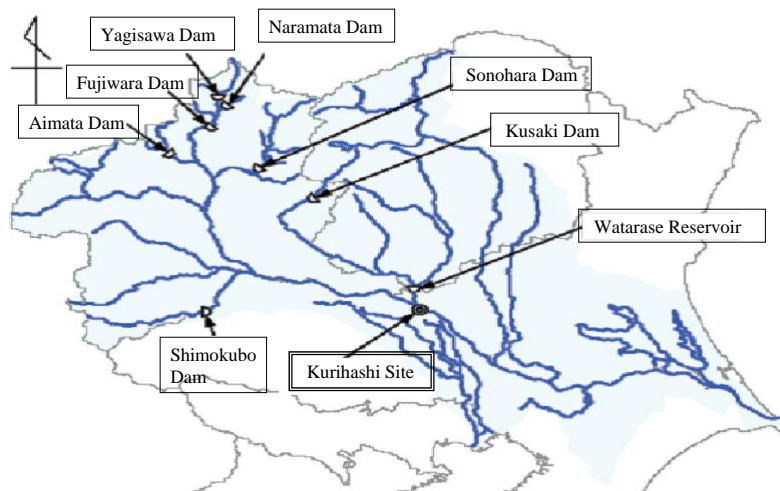 Yagisawa Dam
Naramata Dam
Fujiwara Dam
Sonohara Dam
Aimata Dam
Kusaki Dam
Watarase Reservoir
Shimokubo
Dam
Kurihashi Site